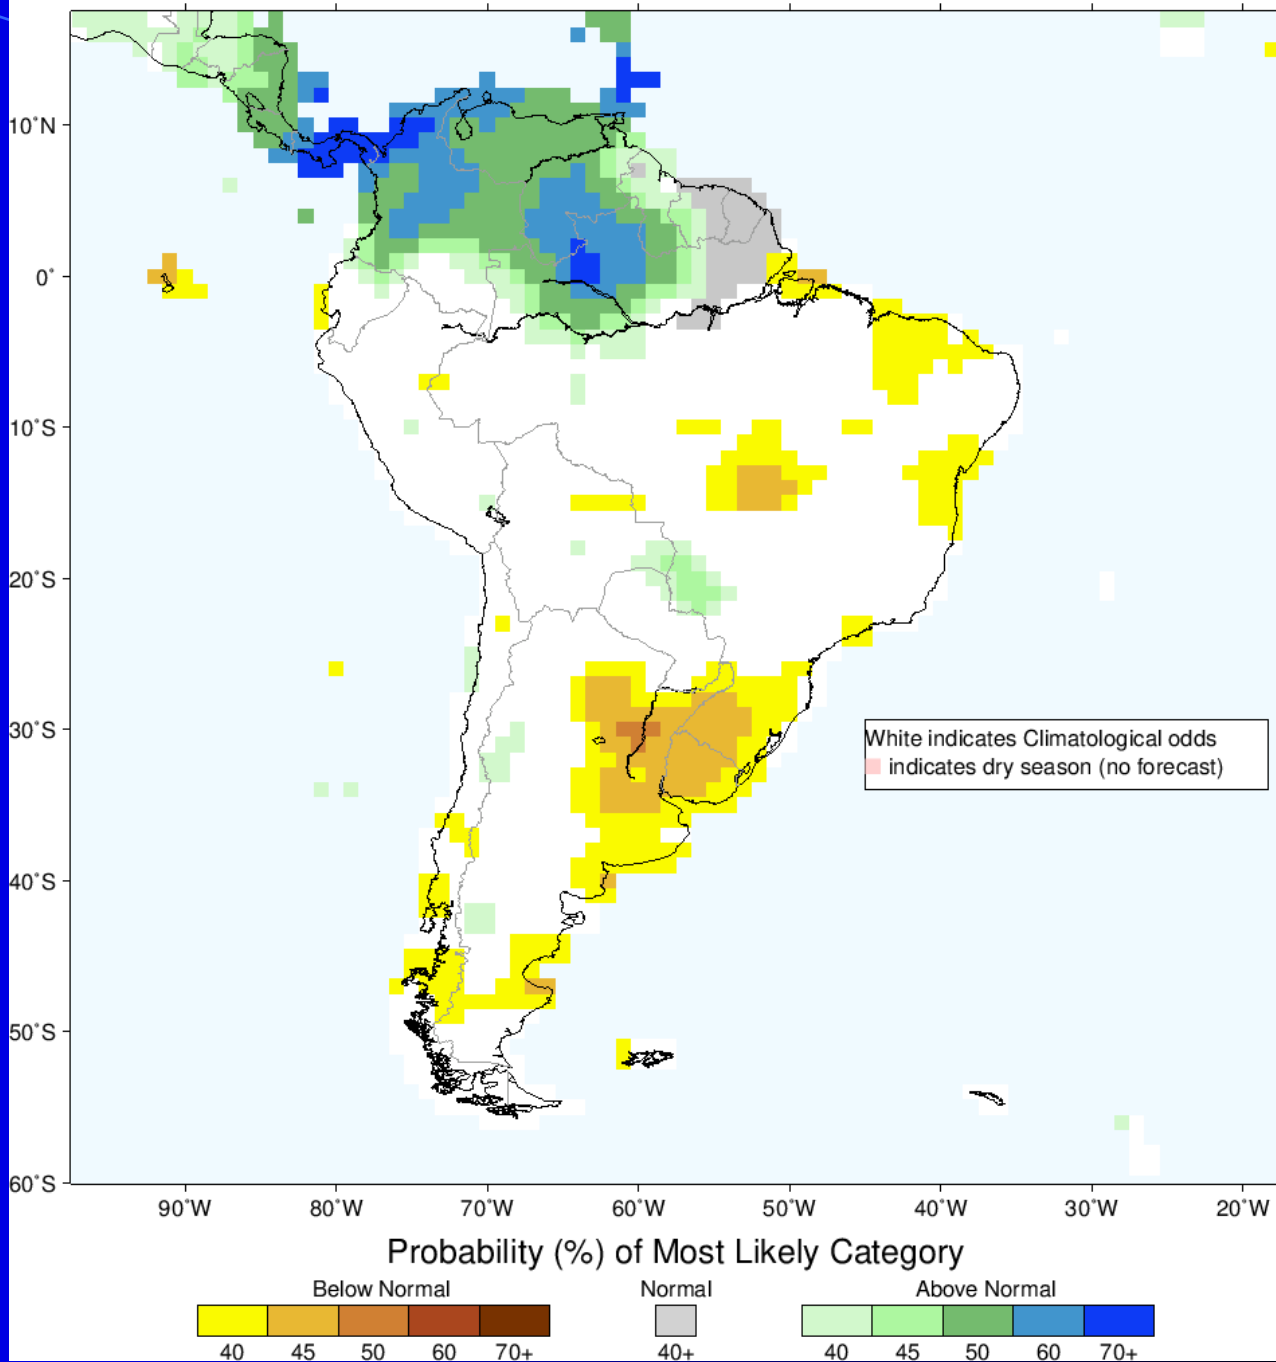 10˚N
0˚
10˚S
20˚S
30˚S
White indicates Climatological odds
indicates dry season (no forecast)
40˚S
50˚S
60˚S
90˚W 80˚W 70˚W 60˚W 50˚W 40˚W 30˚W 20˚W
Probability (%) of Most Likely Category
Below Normal Normal Above Normal
40 45 50 60 70+ 40+ 40 45 50 60 70+